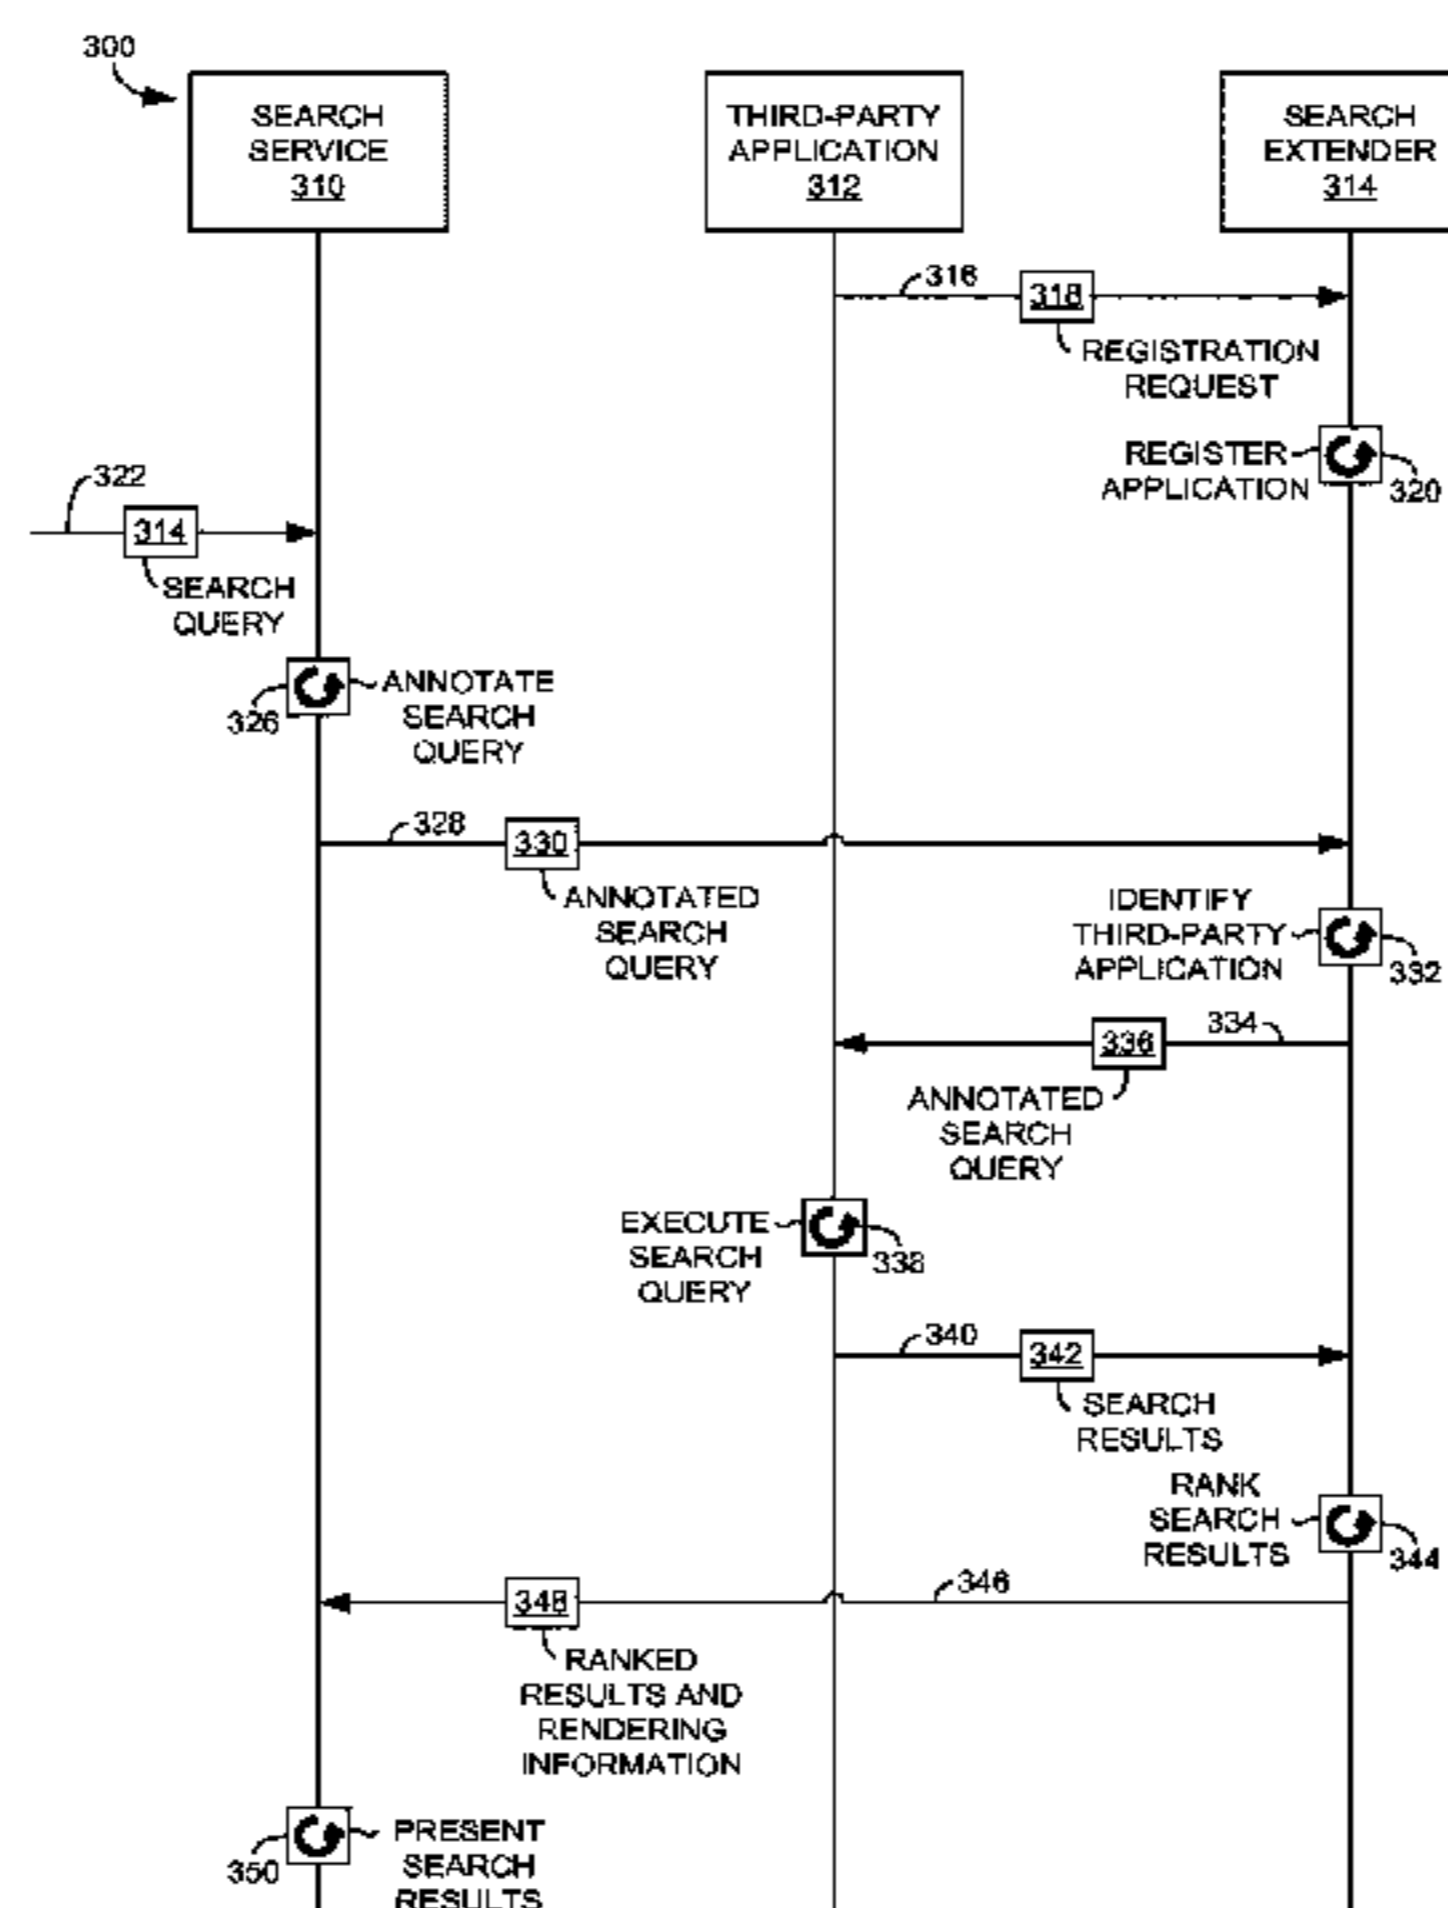 300
SEARCH
SERVICE
310
THIRD-PARTY
APPLICATION
312
SEARCH
EXTENDER
314
316
318
REGISTRATION
REQUEST
REGISTER
APPLICATION
320
322
314
SEARCH
QUERY
326
ANNOTATE
SEARCH
QUERY
328
330
ANNOTATED
SEARCH
QUERY
IDENTIFY
THIRD-PARTY
APPLICATION
332
334
336
ANNOTATED
SEARCH
QUERY
EXECUTE
SEARCH
QUERY
338
340
342
SEARCH
RESULTS
RANK
SEARCH
RESULTS
344
346
348
RANKED
RESULTS AND
RENDERING
INFORMATION
350
PRESENT
SEARCH
RESULTS